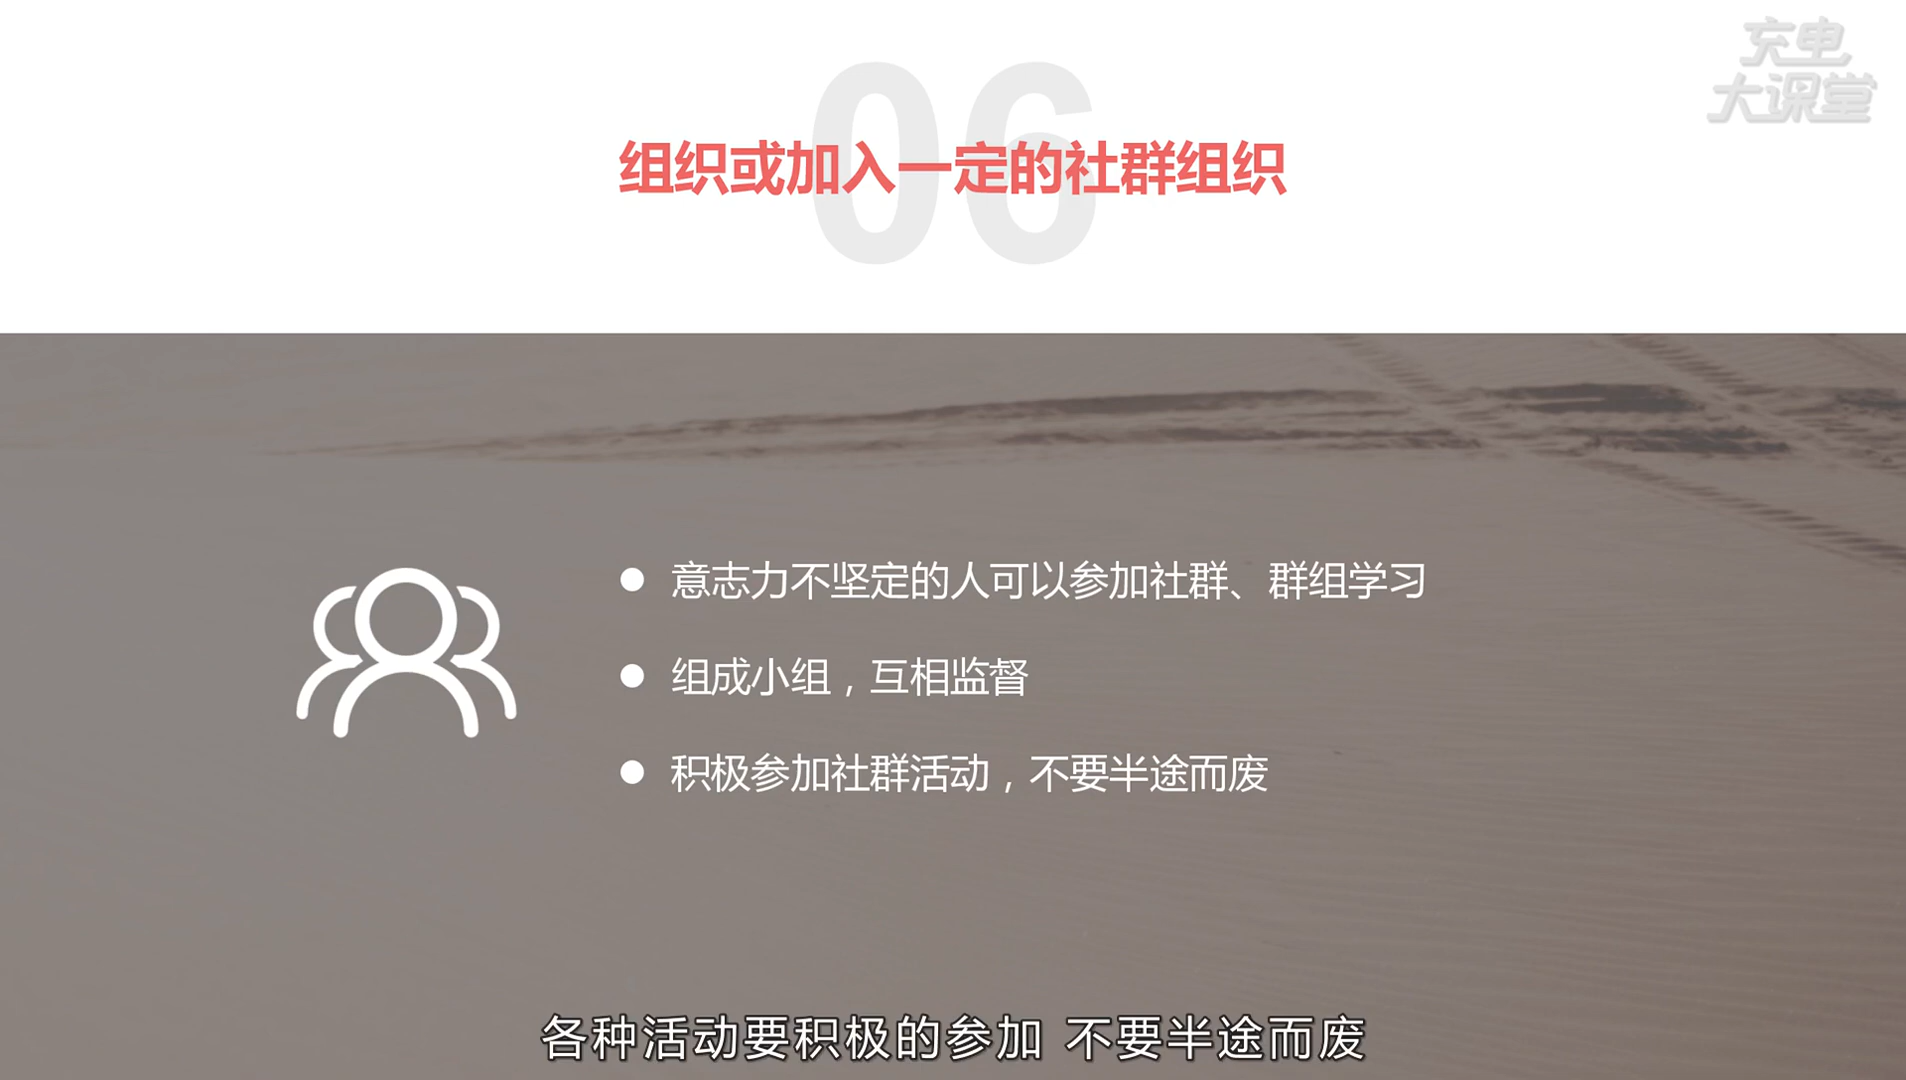 充电
大课堂
06
组织或加入一定的社群组织
意志力不坚定的人可以参加社群、群组学习
组成小组，互相监督
积极参加社群活动，不要半途而废
各种活动要积极的参加 不要半途而废